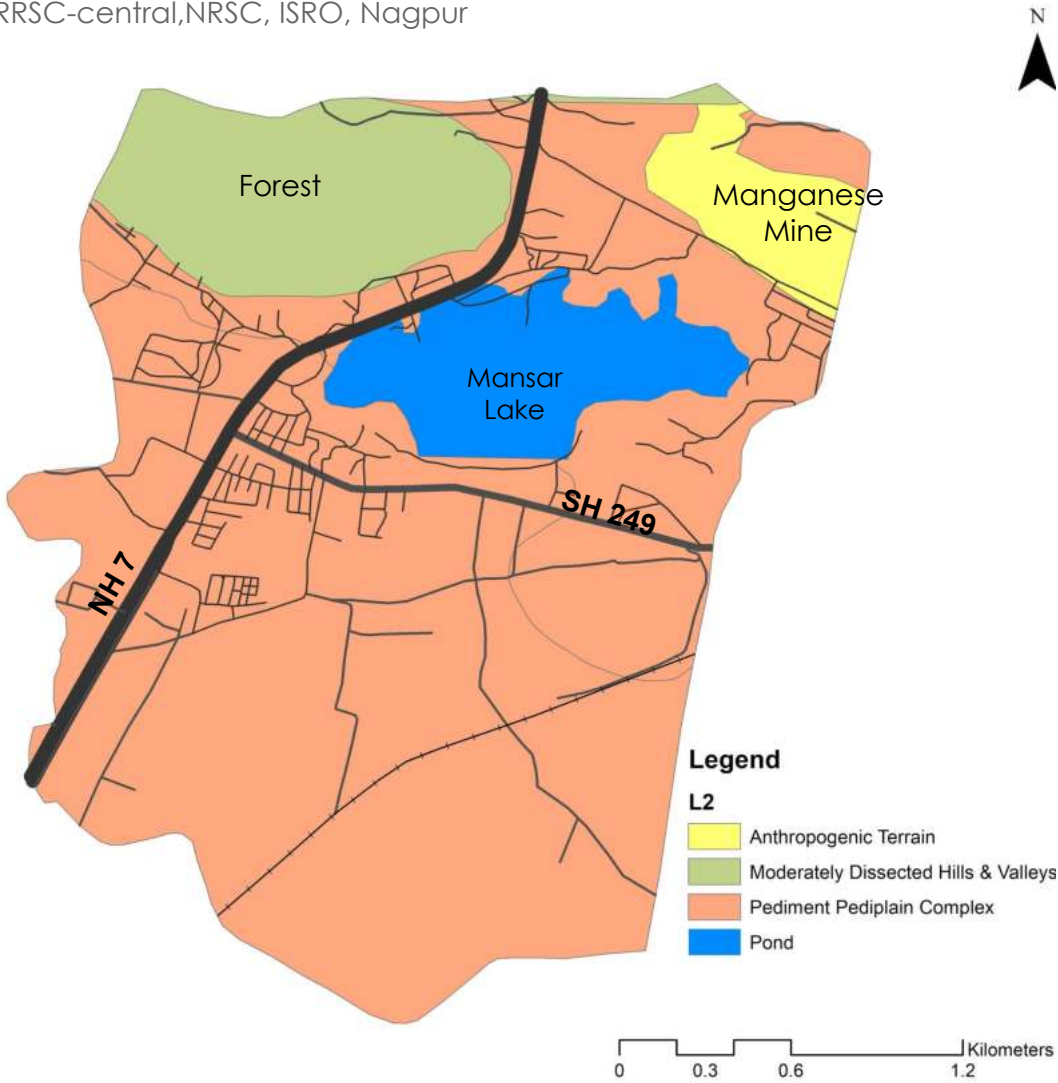 RRSC-central,NRSC, ISRO, Nagpur
N
Forest
Manganese
Mine
Mansar
Lake
SH 249
NH 7
Legend
L2
Anthropogenic Terrain
Moderately Dissected Hills & Valleys
Pediment Pediplain Complex
Pond
Kilometers
0 0.3 0.6 1.2